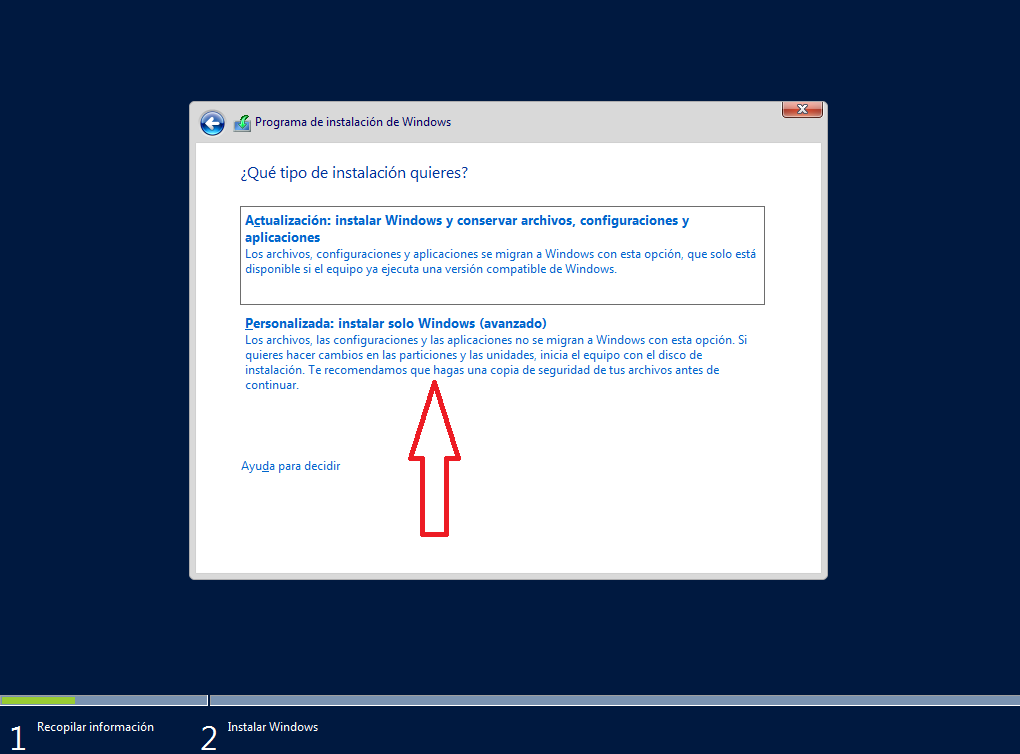 Programa de instalación de Windows
¿Qué tipo de instalación quieres?
Actualización: instalar Windows y conservar archivos, configuraciones y
aplicaciones
Los archivos, configuraciones y aplicaciones se migran a Windows con esta opción, que solo está
disponible si el equipo ya ejecuta una versión compatible de Windows.
Personalizada: instalar solo Windows (avanzado)
Los archivos, las configuraciones y las aplicaciones no se migran a Windows con esta opción. Si
quieres hacer cambios en las particiones y las unidades, inicia el equipo con el disco de
instalación. Te recomendamos que hagas una copia de seguridad de tus archivos antes de
continuar.
Ayuda para decidir
1 Recopilar información
2 Instalar Windows